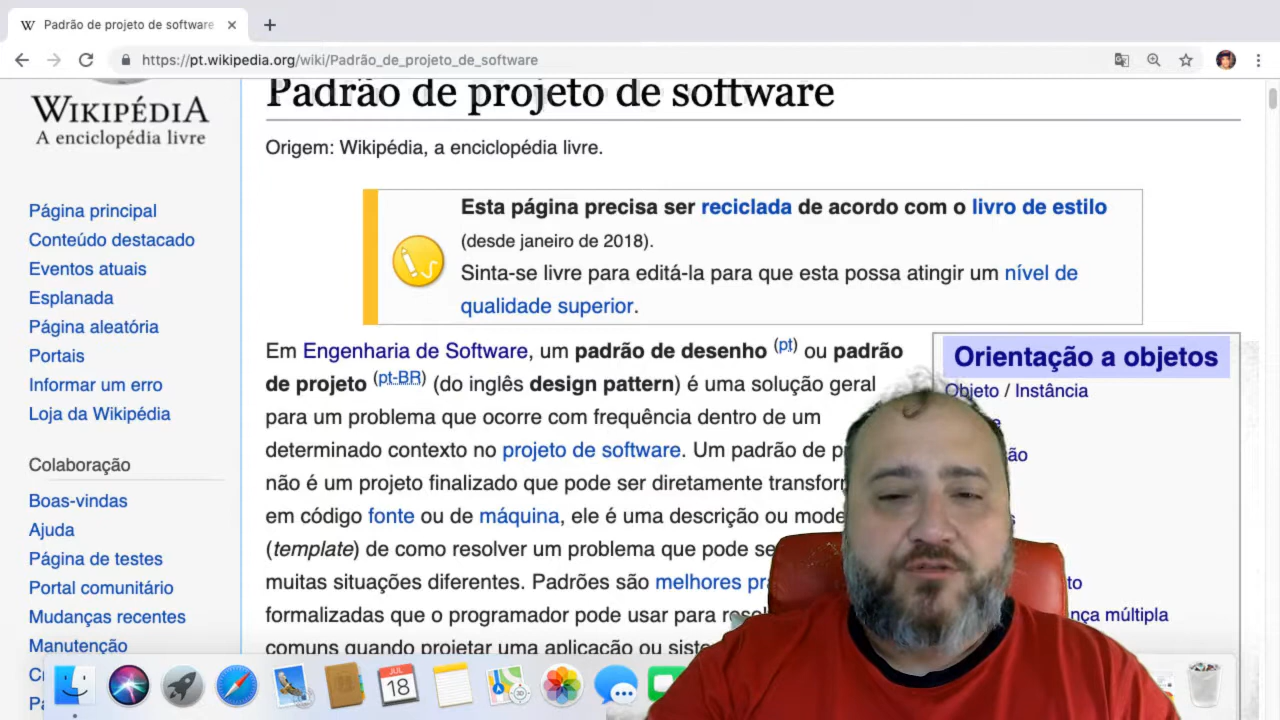 Padrão de projeto de software
https://pt.wikipedia.org/wiki/Padrão_de_projeto_de_software
WIKIPÉDIA
A enciclopédia livre
Página principal
Conteúdo destacado
Eventos atuais
Esplanada
Página aleatória
Portais
Informar um erro
Loja da Wikipédia
Colaboração
Boas-vindas
Ajuda
Página de testes
Portal comunitário
Mudanças recentes
Manutenção
Padrão de projeto de software
Origem: Wikipédia, a enciclopédia livre.
Esta página precisa ser reciclada de acordo com o livro de estilo
(desde janeiro de 2018).
Sinta-se livre para editá-la para que esta possa atingir um nível de
qualidade superior.
Em Engenharia de Software, um padrão de desenho (pt) ou padrão
de projeto (pt-BR) (do inglês design pattern) é uma solução geral
para um problema que ocorre com frequência dentro de um
determinado contexto no projeto de software. Um padrão de
não é um projeto finalizado que pode ser diretamente
em código fonte ou de máquina, ele é uma descrição ou
(template) de como resolver um problema que pode
muitas situações diferentes. Padrões são melhores
formalizadas que o programador pode usar para
comuns quando projetar uma aplicação ou
Orientação a objetos
Objeto / Instância
múltipla
JUL
18